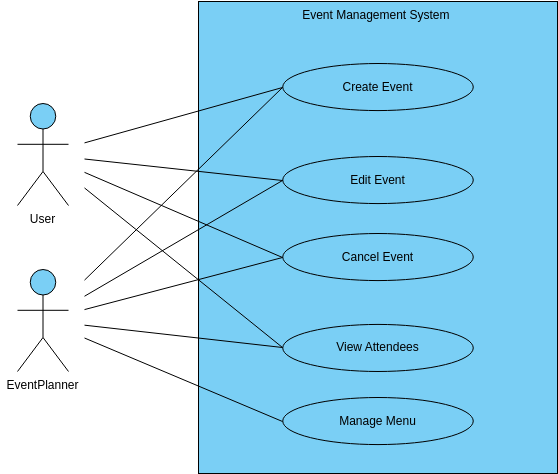 Event Management System
Create Event
Edit Event
User
Cancel Event
View Attendees
EventPlanner
Manage Menu